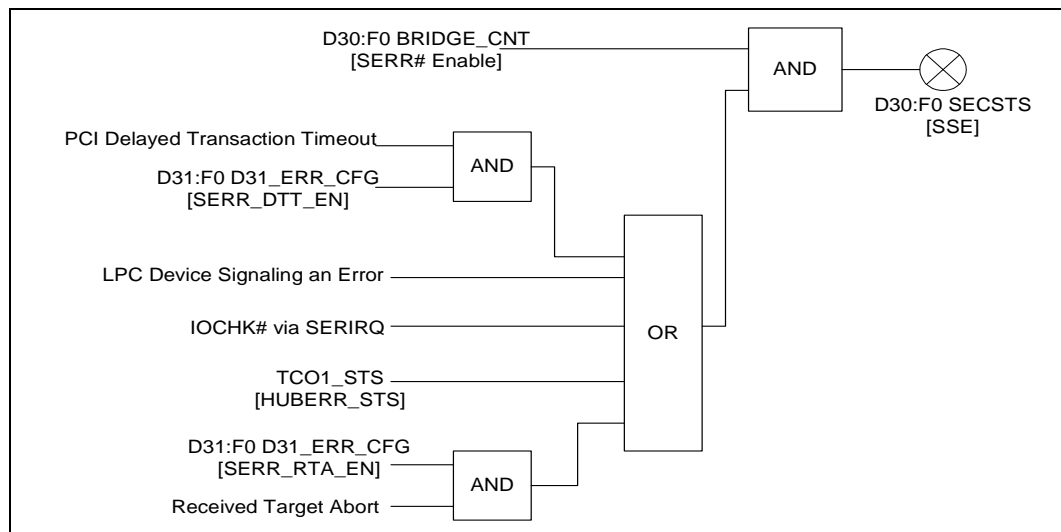 D30:F0 BRIDGE_CNT
[SERR# Enable]
AND
D30:F0 SECSTS
[SSE]
PCI Delayed Transaction Timeout
AND
D31:F0 D31_ERR_CFG
[SERR_DTT_EN]
LPC Device Signaling an Error
IOCHK# via SERIRQ
OR
TCO1_STS
[HUBERR_STS]
D31:F0 D31_ERR_CFG
[SERR_RTA_EN]
AND
Received Target Abort